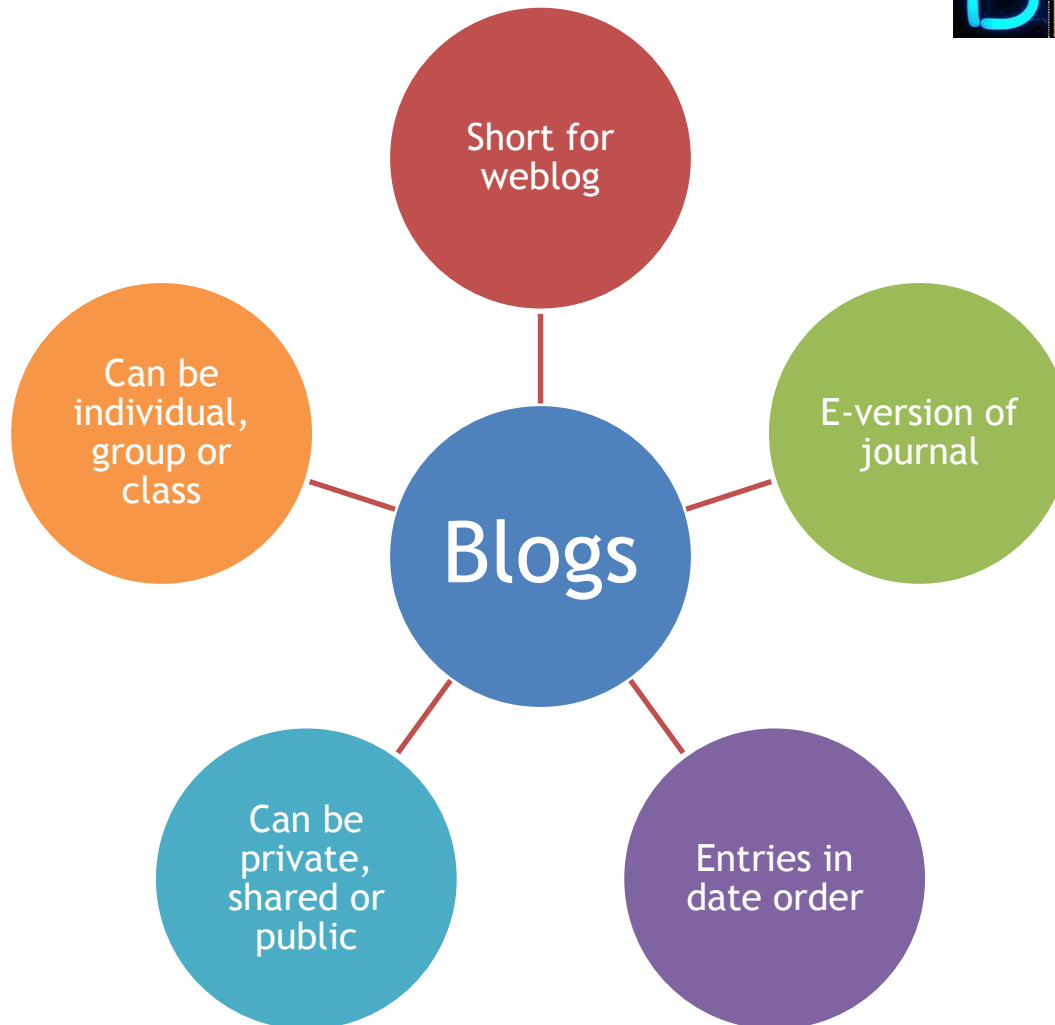 Short for
weblog
E-version of
journal
Entries in
date order
Can be
private,
shared or
public
Can be
individual,
group or
class
Blogs